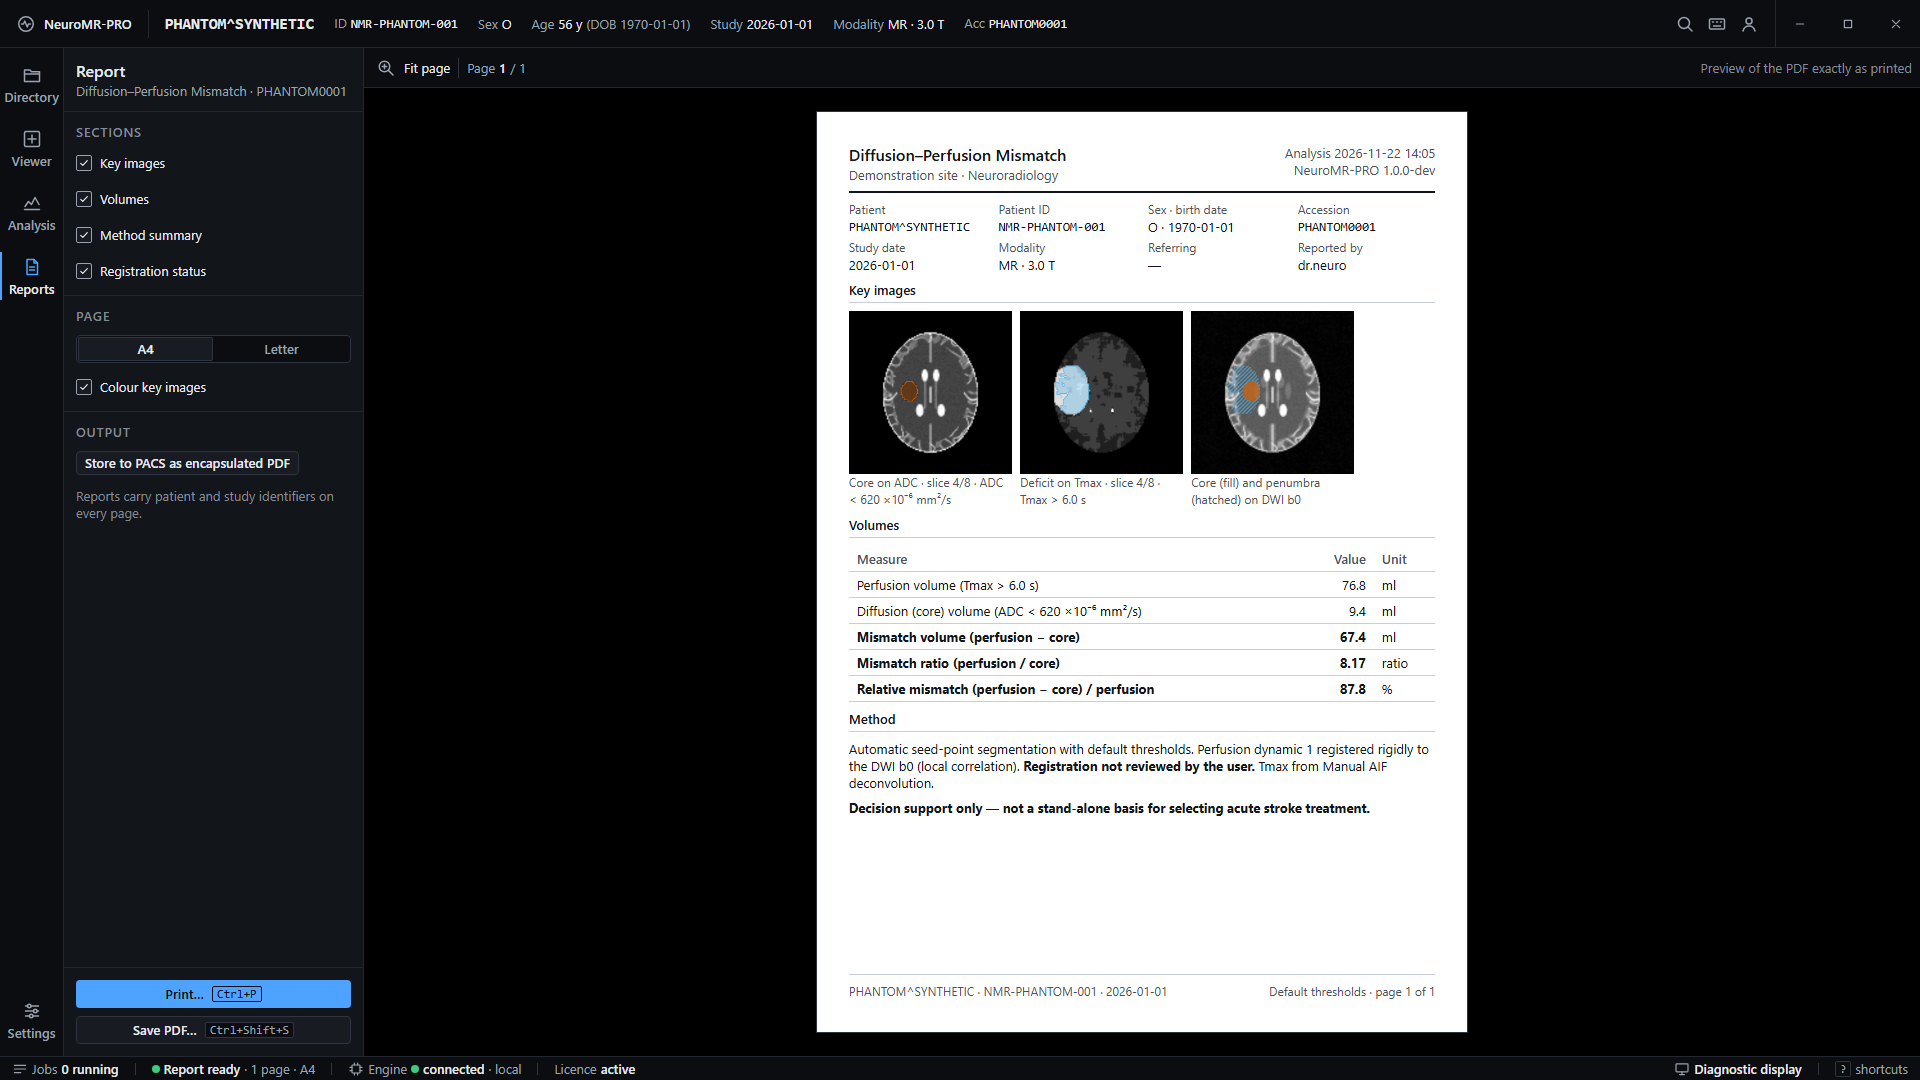 NeuroMR-PRO PHANTOM^SYNTHETIC ID NMR-PHANTOM-001 Sex O Age 56 y (DOB 1970-01-01) Study 2026-01-01 Modality MR · 3.0 T Acc PHANTOM0001
Directory
Viewer
Analysis
Reports
Settings
Report
Diffusion–Perfusion Mismatch · PHANTOM0001
SECTIONS
Key images
Volumes
Method summary
Registration status
PAGE
A4 Letter
Colour key images
OUTPUT
Store to PACS as encapsulated PDF
Reports carry patient and study identifiers on
every page.
Print... Ctrl+P
Save PDF... Ctrl+Shift+S
Fit page Page 1 / 1 Preview of the PDF exactly as printed
Diffusion–Perfusion Mismatch Analysis 2026-11-22 14:05
Demonstration site · Neuroradiology NeuroMR-PRO 1.0.0-dev
Patient Patient ID Sex · birth date Accession
PHANTOM^SYNTHETIC NMR-PHANTOM-001 O · 1970-01-01 PHANTOM0001
Study date Modality Referring Reported by
2026-01-01 MR · 3.0 T — dr.neuro
Key images
Core on ADC · slice 4/8 · ADC
< 620 ×10⁻⁶ mm²/s
Deficit on Tmax · slice 4/8 ·
Tmax > 6.0 s
Core (fill) and penumbra
(hatched) on DWI b0
Volumes
Measure Value Unit
Perfusion volume (Tmax > 6.0 s) 76.8 ml
Diffusion (core) volume (ADC < 620 ×10⁻⁶ mm²/s) 9.4 ml
Mismatch volume (perfusion − core) 67.4 ml
Mismatch ratio (perfusion / core) 8.17 ratio
Relative mismatch (perfusion − core) / perfusion 87.8 %
Method
Automatic seed-point segmentation with default thresholds. Perfusion dynamic 1 registered rigidly to
the DWI b0 (local correlation). Registration not reviewed by the user. Tmax from Manual AIF
deconvolution.
Decision support only — not a stand-alone basis for selecting acute stroke treatment.
PHANTOM^SYNTHETIC · NMR-PHANTOM-001 · 2026-01-01 Default thresholds · page 1 of 1
Jobs 0 running Report ready · 1 page · A4 Engine connected · local Licence active Diagnostic display ? shortcuts